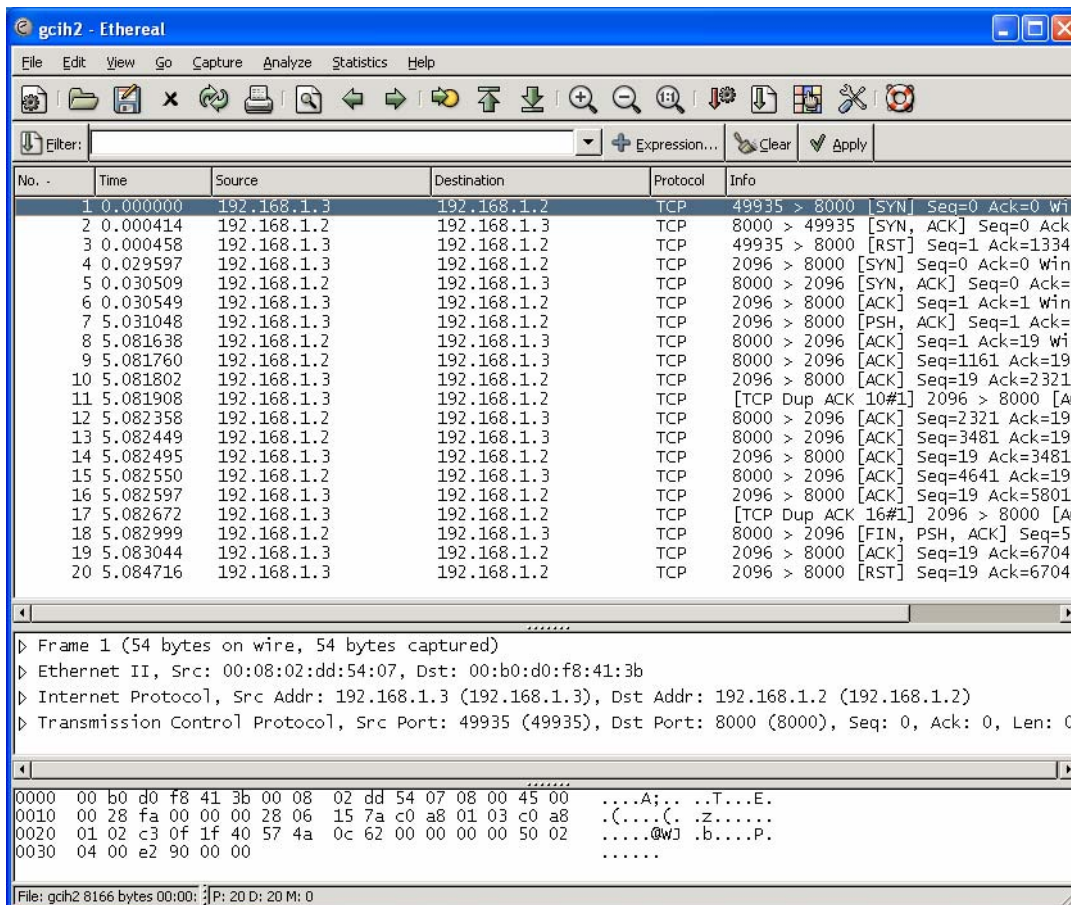 gcih2 - Ethereal
File Edit View Go Capture Analyze Statistics Help
Filter: Expression... Clear Apply
No. - Time Source Destination Protocol Info
1 0.000000 192.168.1.3 192.168.1.2 TCP 49935 > 8000 [SYN] Seq=0 Ack=0 Wi
2 0.000414 192.168.1.2 192.168.1.3 TCP 8000 > 49935 [SYN, ACK] Seq=0 Ack
3 0.000458 192.168.1.3 192.168.1.2 TCP 49935 > 8000 [RST] Seq=1 Ack=1334
4 0.029597 192.168.1.3 192.168.1.2 TCP 2096 > 8000 [SYN] Seq=0 Ack=0 Win
5 0.030509 192.168.1.2 192.168.1.3 TCP 8000 > 2096 [SYN, ACK] Seq=0 Ack=
6 0.030549 192.168.1.3 192.168.1.2 TCP 2096 > 8000 [ACK] Seq=1 Ack=1 Win
7 5.031048 192.168.1.3 192.168.1.2 TCP 2096 > 8000 [PSH, ACK] Seq=1 Ack=
8 5.081638 192.168.1.2 192.168.1.3 TCP 8000 > 2096 [ACK] Seq=1 Ack=19 Wi
9 5.081760 192.168.1.2 192.168.1.3 TCP 8000 > 2096 [ACK] Seq=1161 Ack=19
10 5.081802 192.168.1.3 192.168.1.2 TCP 2096 > 8000 [ACK] Seq=19 Ack=2321
11 5.081908 192.168.1.3 192.168.1.2 TCP [TCP Dup ACK 10#1] 2096 > 8000 [A
12 5.082358 192.168.1.2 192.168.1.3 TCP 8000 > 2096 [ACK] Seq=2321 Ack=19
13 5.082449 192.168.1.2 192.168.1.3 TCP 8000 > 2096 [ACK] Seq=3481 Ack=19
14 5.082495 192.168.1.3 192.168.1.2 TCP 2096 > 8000 [ACK] Seq=19 Ack=3481
15 5.082550 192.168.1.2 192.168.1.3 TCP 8000 > 2096 [ACK] Seq=4641 Ack=19
16 5.082597 192.168.1.3 192.168.1.2 TCP 2096 > 8000 [ACK] Seq=19 Ack=5801
17 5.082672 192.168.1.3 192.168.1.2 TCP [TCP Dup ACK 16#1] 2096 > 8000 [A
18 5.082999 192.168.1.2 192.168.1.3 TCP 8000 > 2096 [FIN, PSH, ACK] Seq=5
19 5.083044 192.168.1.3 192.168.1.2 TCP 2096 > 8000 [ACK] Seq=19 Ack=6704
20 5.084716 192.168.1.3 192.168.1.2 TCP 2096 > 8000 [RST] Seq=19 Ack=6704
Frame 1 (54 bytes on wire, 54 bytes captured)
Ethernet II, Src: 00:08:02:dd:54:07, Dst: 00:b0:d0:f8:41:3b
Internet Protocol, Src Addr: 192.168.1.3 (192.168.1.3), Dst Addr: 192.168.1.2 (192.168.1.2)
Transmission Control Protocol, Src Port: 49935 (49935), Dst Port: 8000 (8000), Seq: 0, Ack: 0, Len: 0
0000 00 b0 d0 f8 41 3b 00 08 02 dd 54 07 08 00 45 00 ....A;.. ..T...E.
0010 00 28 fa 00 00 00 28 06 15 7a c0 a8 01 03 c0 a8 .(....(. .z......
0020 01 02 c3 0f 1f 40 57 4a 0c 62 00 00 00 00 50 02 .....@WJ .b....P.
0030 04 00 e2 90 00 00 ......
File: gcih2 8166 bytes 00:00: P: 20 D: 20 M: 0